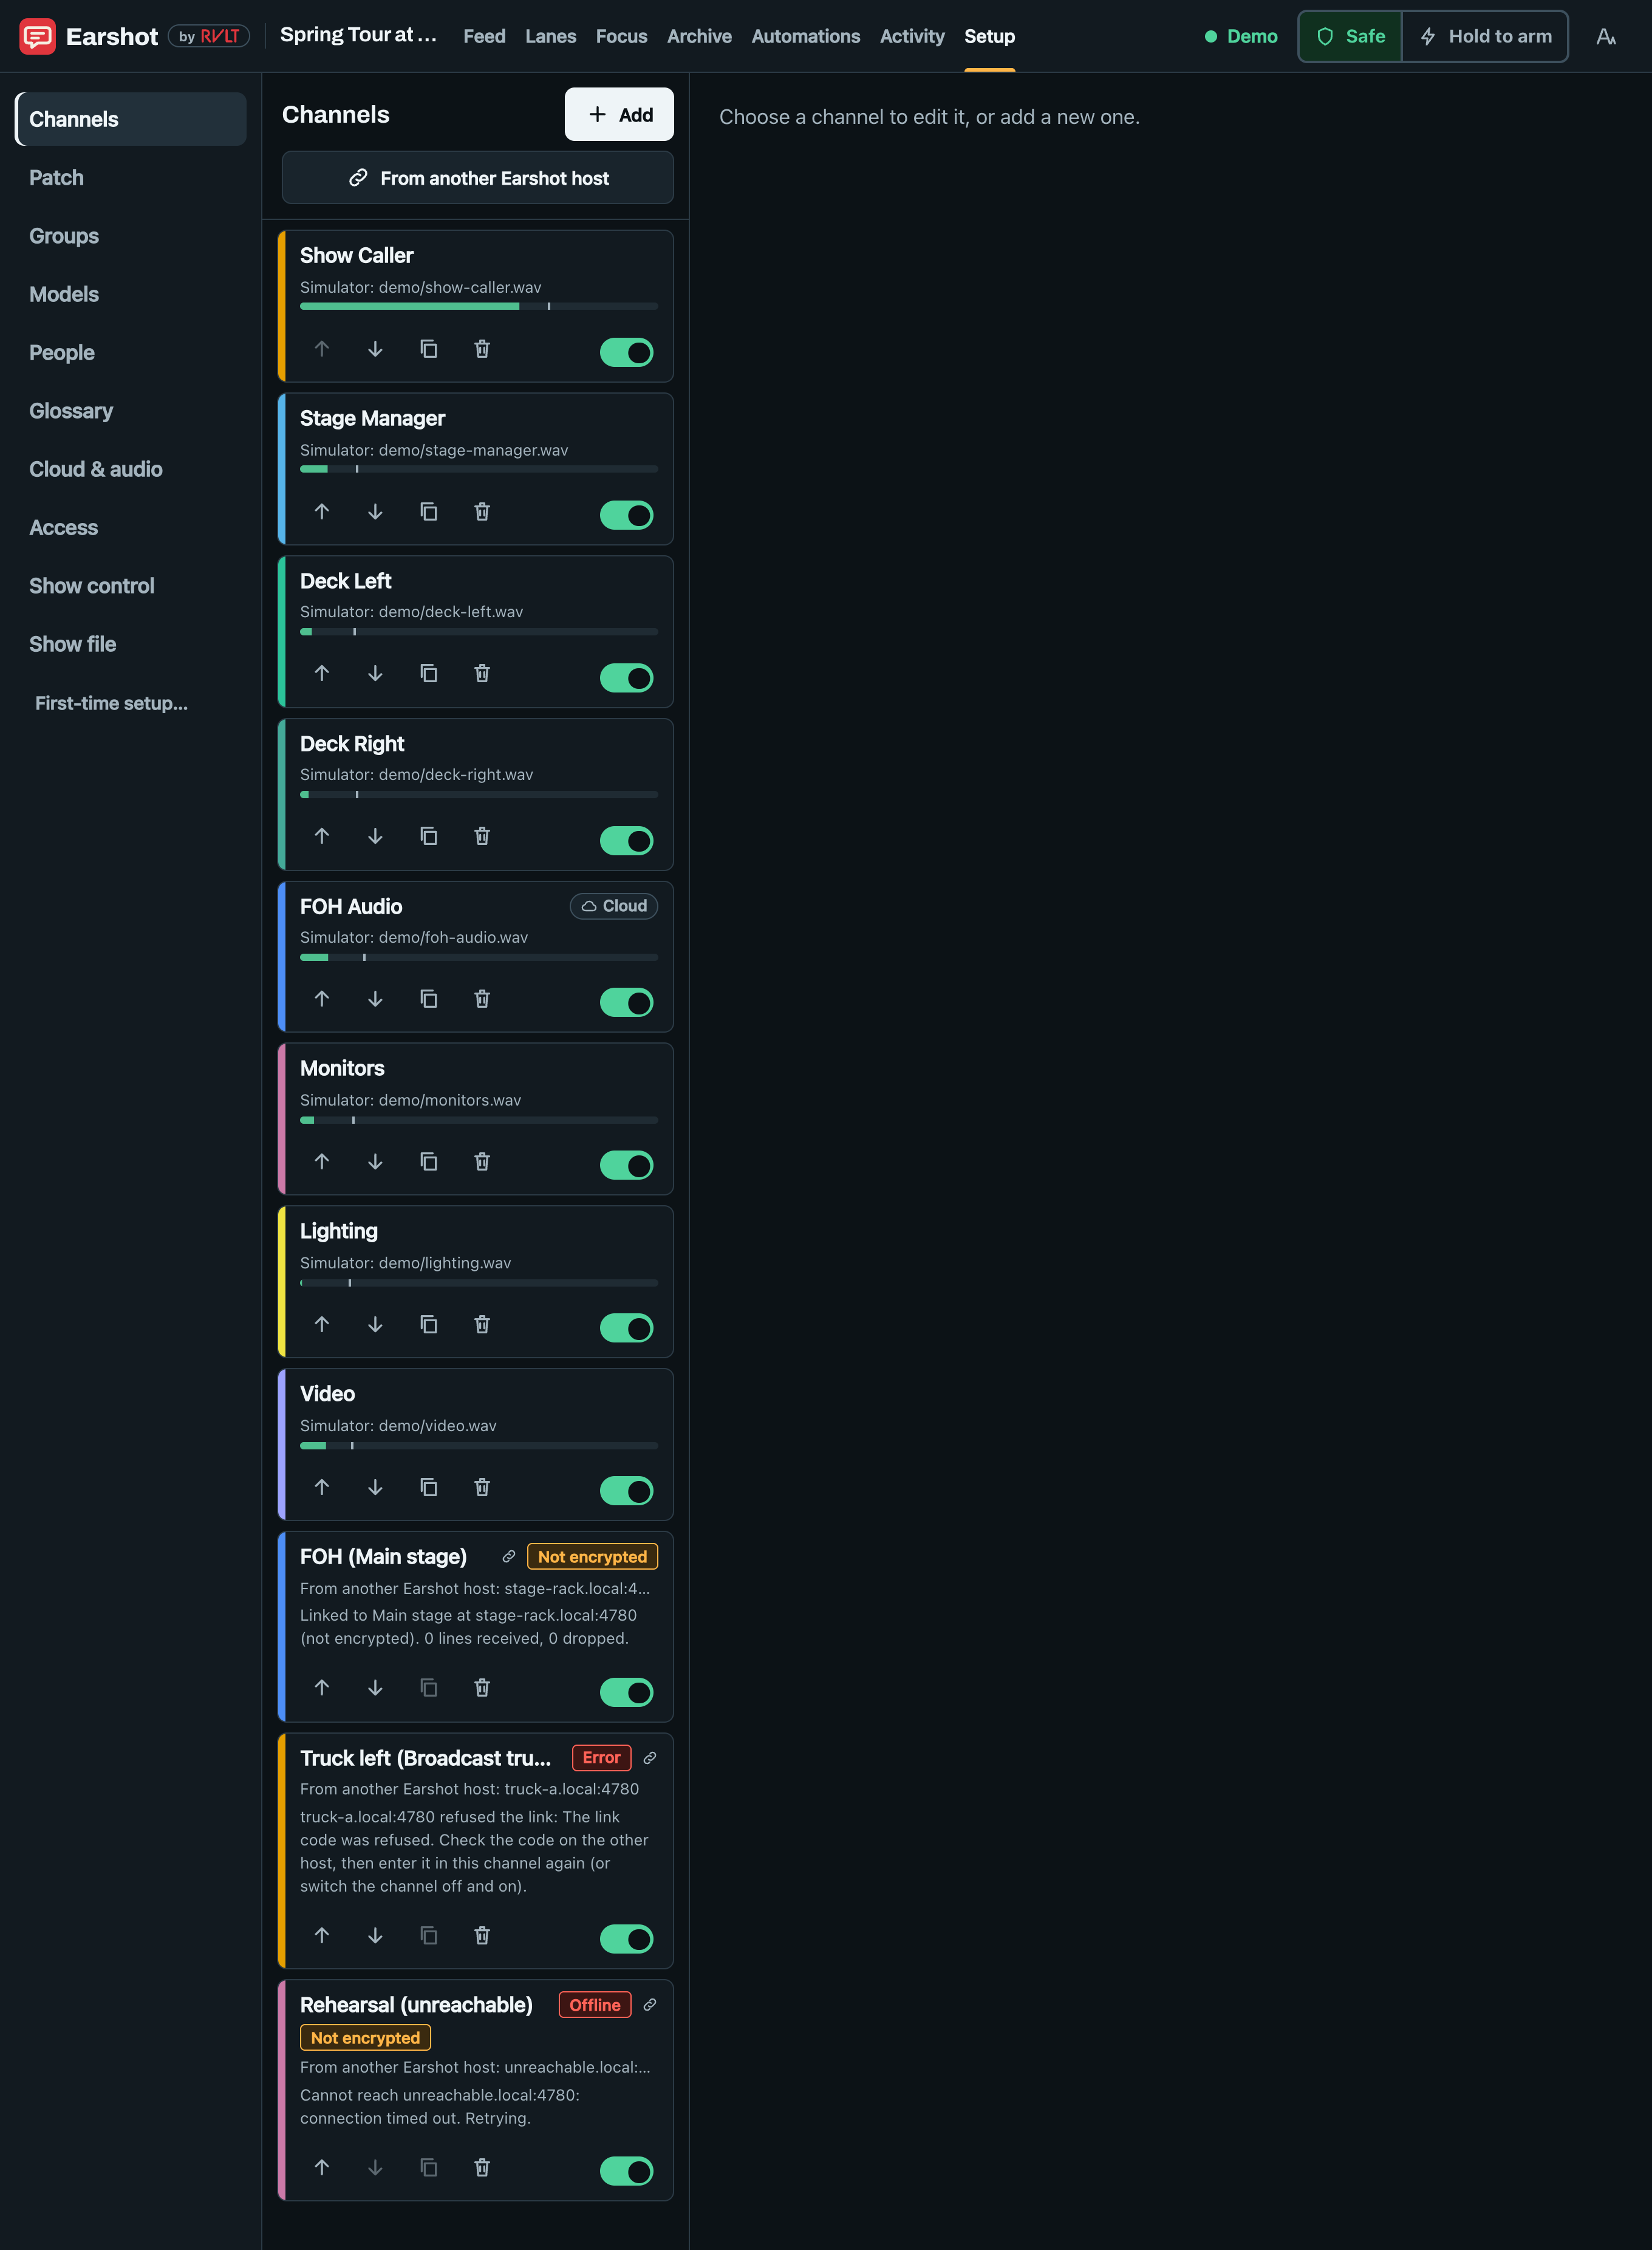 Earshot by RVLT
Spring Tour at ...
Feed
Lanes
Focus
Archive
Automations
Activity
Setup
Demo
Safe
Hold to arm
Channels
Patch
Groups
Models
People
Glossary
Cloud & audio
Access
Show control
Show file
First-time setup...
Channels
Add
From another Earshot host
Show Caller
Simulator: demo/show-caller.wav
Stage Manager
Simulator: demo/stage-manager.wav
Deck Left
Simulator: demo/deck-left.wav
Deck Right
Simulator: demo/deck-right.wav
FOH Audio
Cloud
Simulator: demo/foh-audio.wav
Monitors
Simulator: demo/monitors.wav
Lighting
Simulator: demo/lighting.wav
Video
Simulator: demo/video.wav
FOH (Main stage)
Not encrypted
From another Earshot host: stage-rack.local:4...
Linked to Main stage at stage-rack.local:4780
(not encrypted). 0 lines received, 0 dropped.
Truck left (Broadcast tru...
Error
From another Earshot host: truck-a.local:4780
truck-a.local:4780 refused the link: The link
code was refused. Check the code on the other
host, then enter it in this channel again (or
switch the channel off and on).
Rehearsal (unreachable)
Offline
Not encrypted
From another Earshot host: unreachable.local:...
Cannot reach unreachable.local:4780:
connection timed out. Retrying.
Choose a channel to edit it, or add a new one.